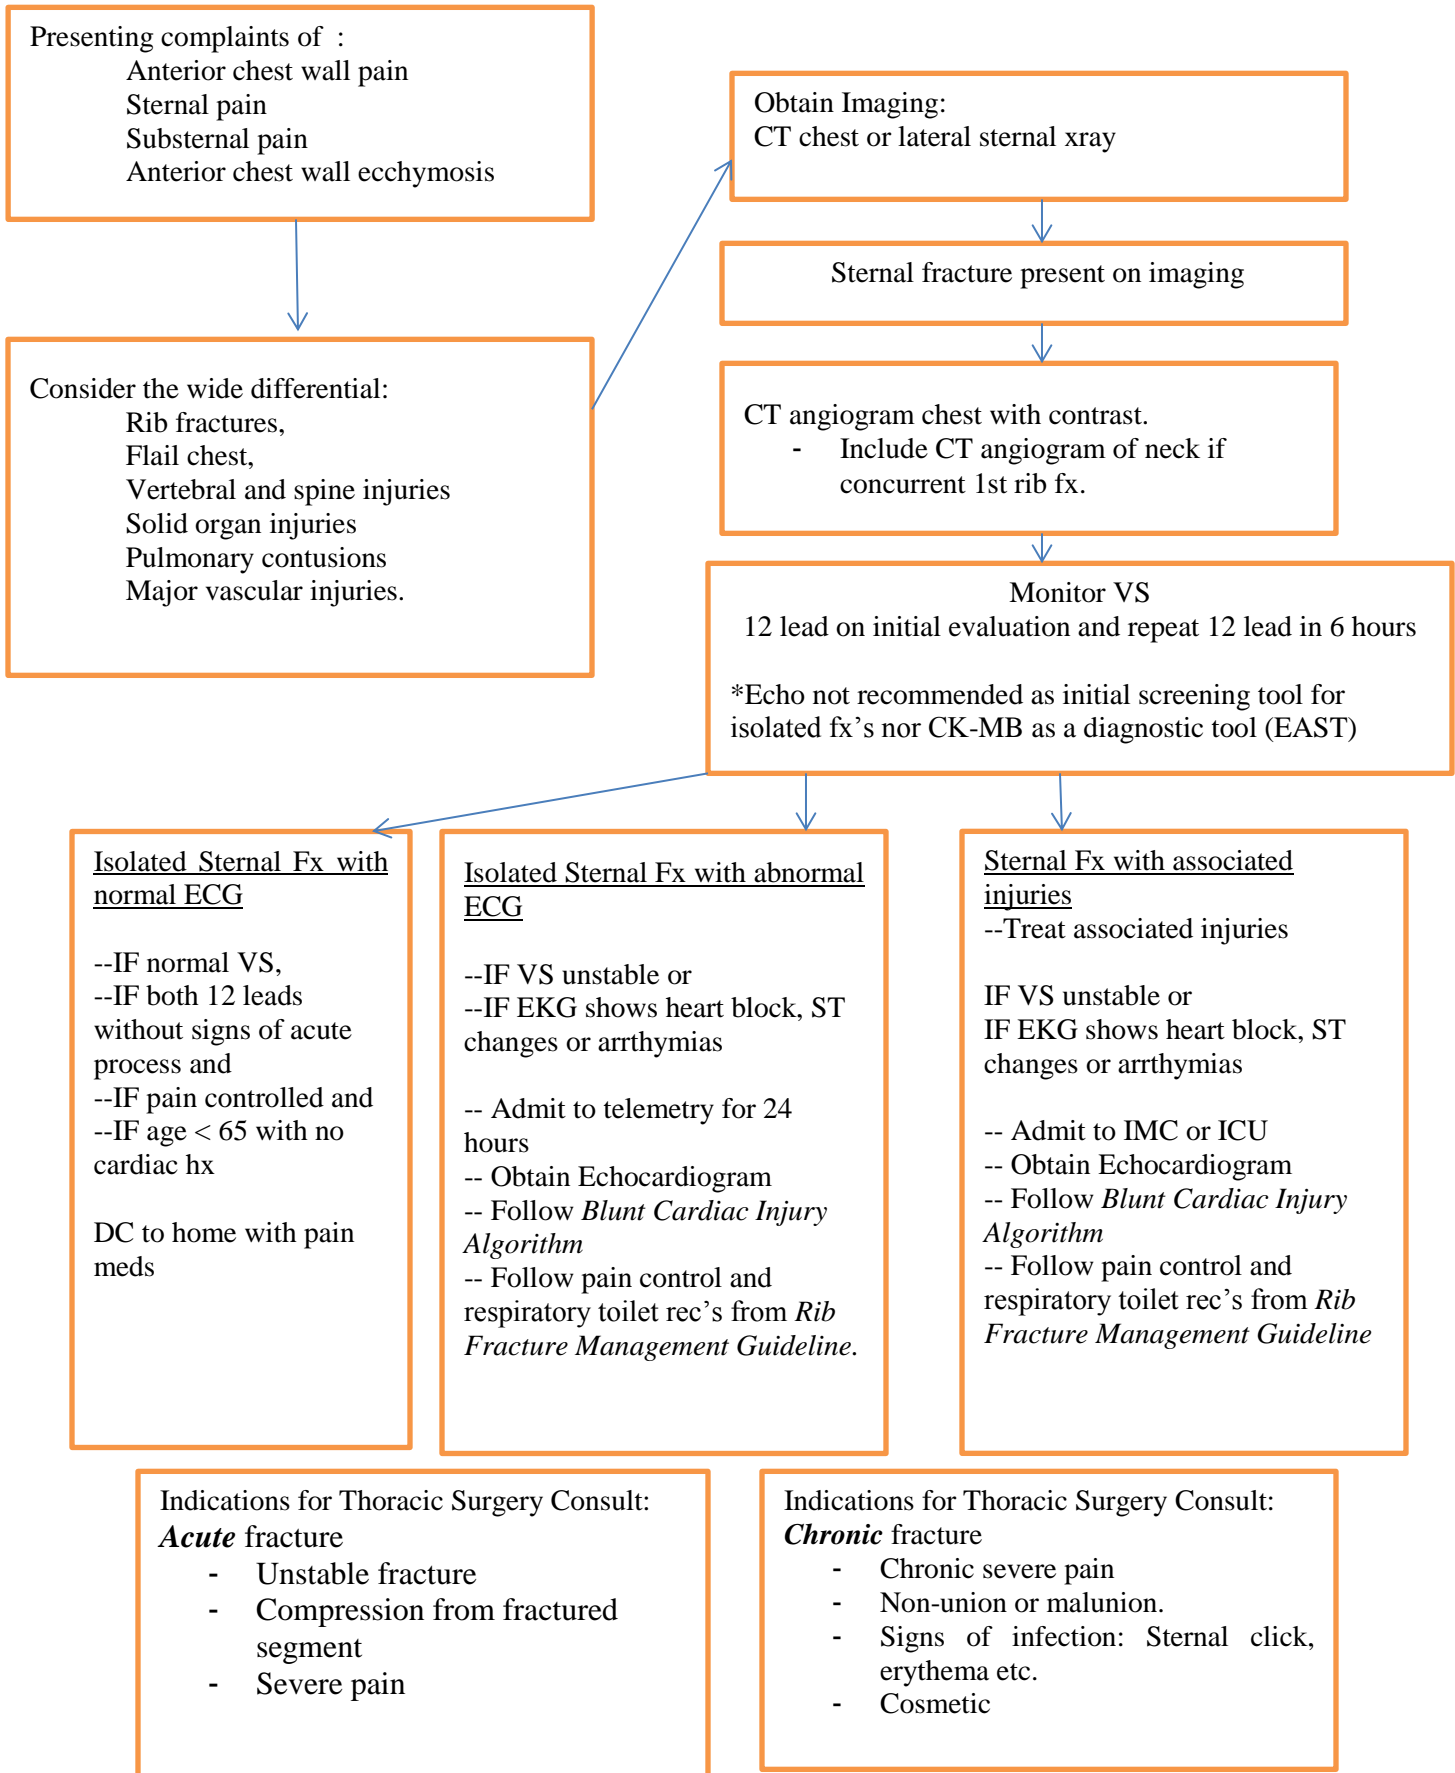 Presenting complaints of :
Anterior chest wall pain
Sternal pain
Substernal pain
Anterior chest wall ecchymosis
Consider the wide differential:
Rib fractures,
Flail chest,
Vertebral and spine injuries
Solid organ injuries
Pulmonary contusions
Major vascular injuries.
Obtain Imaging:
CT chest or lateral sternal xray
Sternal fracture present on imaging
CT angiogram chest with contrast.
- Include CT angiogram of neck if
concurrent 1st rib fx.
Monitor VS
12 lead on initial evaluation and repeat 12 lead in 6 hours
*Echo not recommended as initial screening tool for
isolated fx's nor CK-MB as a diagnostic tool (EAST)
Isolated Sternal Fx with
normal ECG
--IF normal VS,
--IF both 12 leads
without signs of acute
process and
--IF pain controlled and
--IF age < 65 with no
cardiac hx
DC to home with pain
meds
Isolated Sternal Fx with abnormal
ECG
--IF VS unstable or
--IF EKG shows heart block, ST
changes or arrthymias
-- Admit to telemetry for 24
hours
-- Obtain Echocardiogram
-- Follow Blunt Cardiac Injury
Algorithm
-- Follow pain control and
respiratory toilet rec's from Rib
Fracture Management Guideline.
Sternal Fx with associated
injuries
--Treat associated injuries
IF VS unstable or
IF EKG shows heart block, ST
changes or arrthymias
-- Admit to IMC or ICU
-- Obtain Echocardiogram
-- Follow Blunt Cardiac Injury
Algorithm
-- Follow pain control and
respiratory toilet rec's from Rib
Fracture Management Guideline
Indications for Thoracic Surgery Consult:
Acute fracture
- Unstable fracture
- Compression from fractured
segment
- Severe pain
Indications for Thoracic Surgery Consult:
Chronic fracture
- Chronic severe pain
- Non-union or malunion.
- Signs of infection: Sternal click,
erythema etc.
- Cosmetic